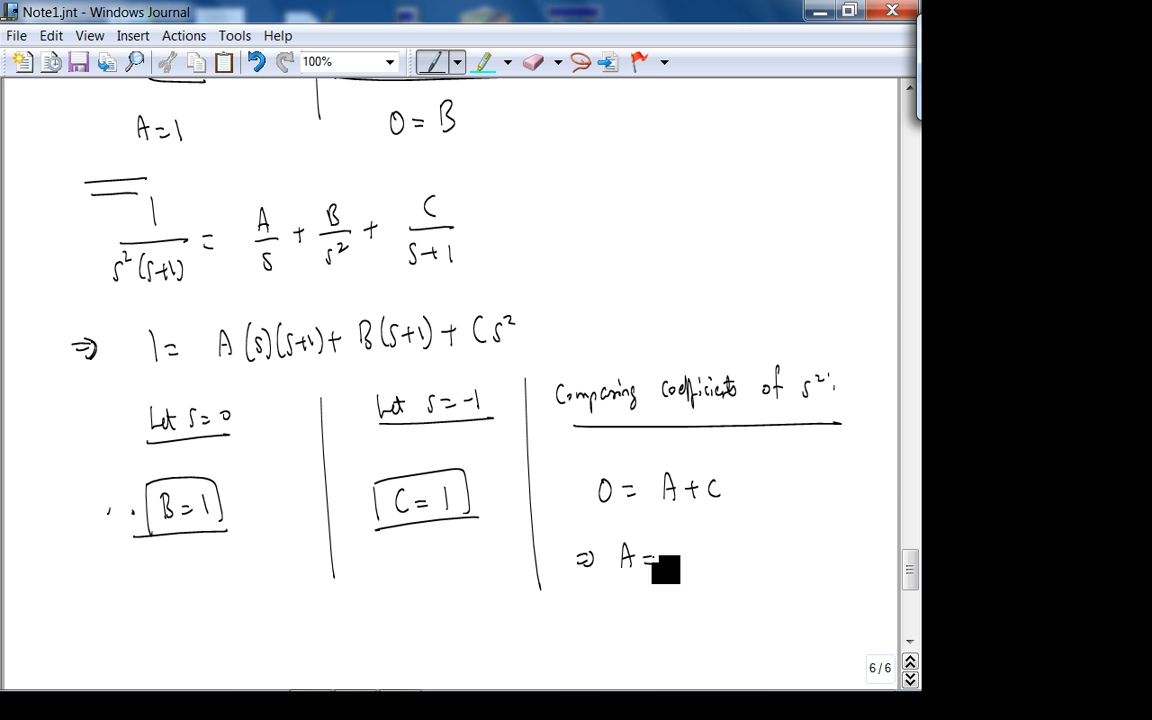 Note1.jnt - Windows Journal
File Edit View Insert Actions Tools Help
100%
A=1
0 = B
1/s²(s+1) = A/s + B/s² + C/s+1
⇒ 1 = A(s)(s+1) + B(s+1) + Cs²
Let s=0
Let s=-1
Comparing coefficients of s²:
∴ B=1
C=1
0 = A+C
⇒ A=
6/6